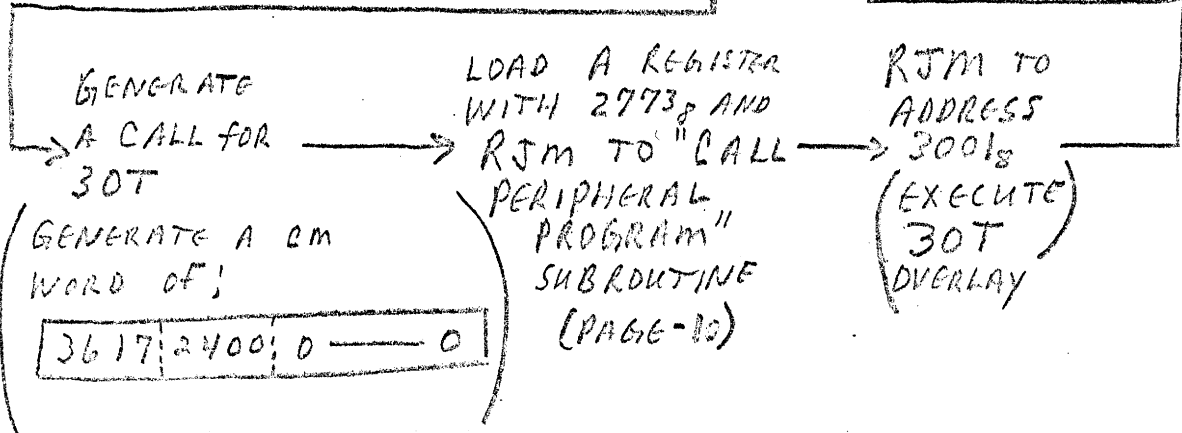 GENERATE
A CALL FOR
30T
(GENERATE A CM
WORD OF;
3617 2400 0 — 0)
LOAD A REGISTER
WITH 2773₈ AND
RJM TO "CALL
PERIPHERAL
PROGRAM"
SUBROUTINE
(PAGE-10)
RJM TO
ADDRESS
3001₈
(EXECUTE
30T
OVERLAY)